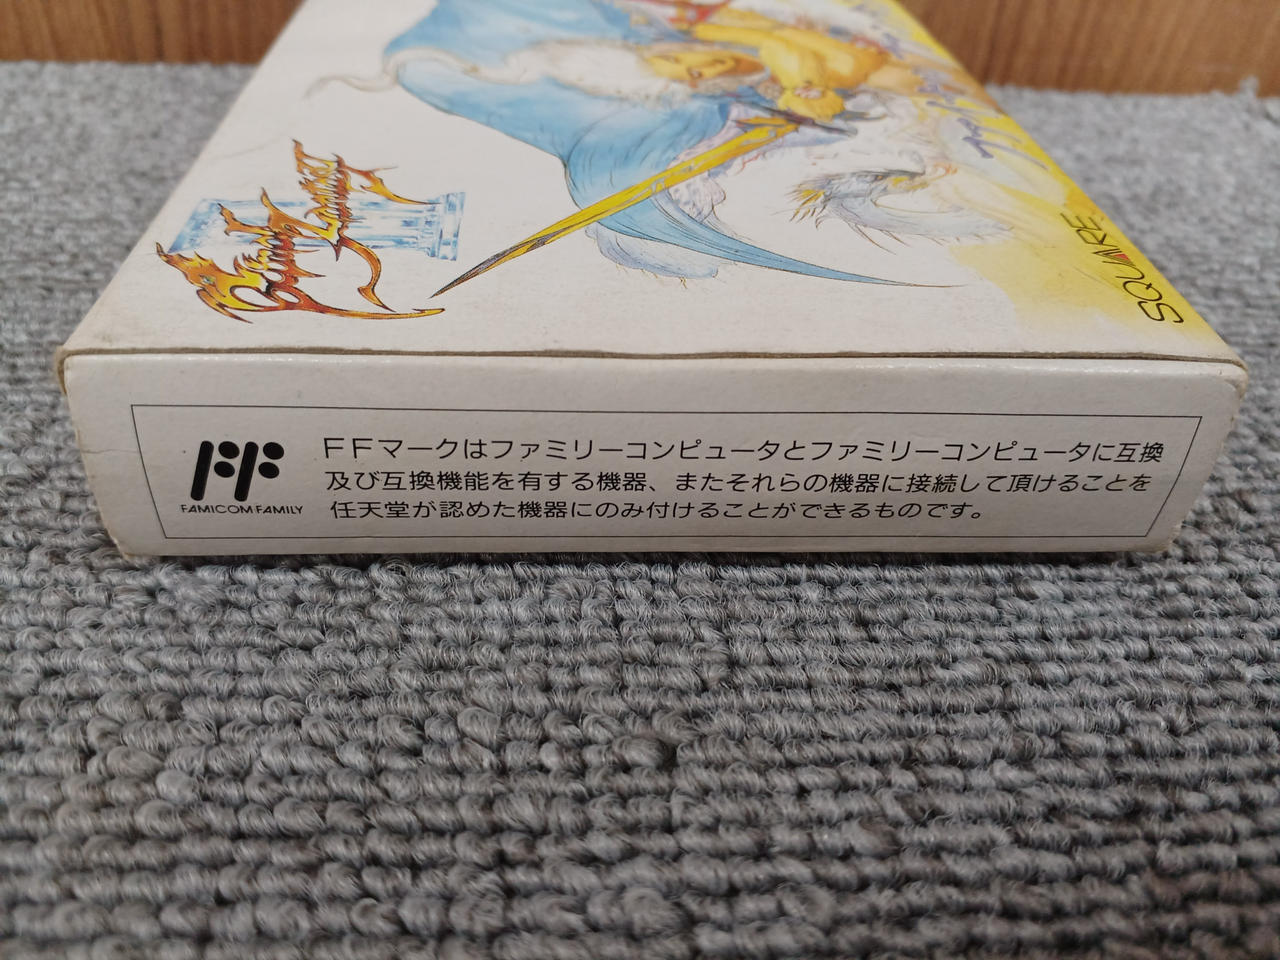 SQUARE
FF
FAMICOM FAMILY
FFマークはファミリーコンピュータとファミリーコンピュータに互換
及び互換機能を有する機器、またそれらの機器に接続して頂けることを
任天堂が認めた機器にのみ付けることができるものです。